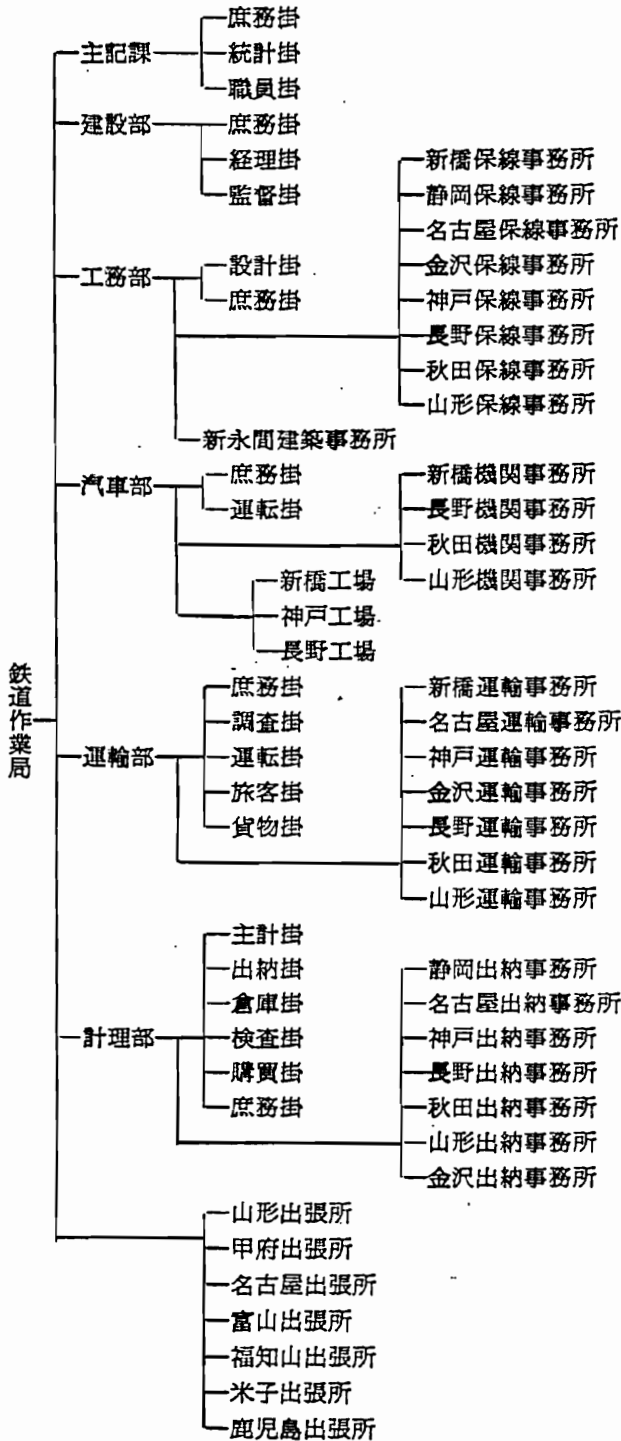 鉄道作業局
主記課
庶務掛
統計掛
職員掛
建設部
庶務掛
経理掛
監督掛
工務部
設計掛
庶務掛
新橋保線事務所
静岡保線事務所
名古屋保線事務所
金沢保線事務所
神戸保線事務所
長野保線事務所
秋田保線事務所
山形保線事務所
新永間建築事務所
汽車部
庶務掛
運転掛
新橋機関事務所
長野機関事務所
秋田機関事務所
山形機関事務所
新橋工場
神戸工場
長野工場
運輸部
庶務掛
調査掛
運転掛
旅客掛
貨物掛
新橋運輸事務所
名古屋運輸事務所
神戸運輸事務所
金沢運輸事務所
長野運輸事務所
秋田運輸事務所
山形運輸事務所
計理部
主計掛
出納掛
倉庫掛
検査掛
購買掛
庶務掛
静岡出納事務所
名古屋出納事務所
神戸出納事務所
長野出納事務所
秋田出納事務所
山形出納事務所
金沢出納事務所
山形出張所
甲府出張所
名古屋出張所
富山出張所
福知山出張所
米子出張所
鹿児島出張所